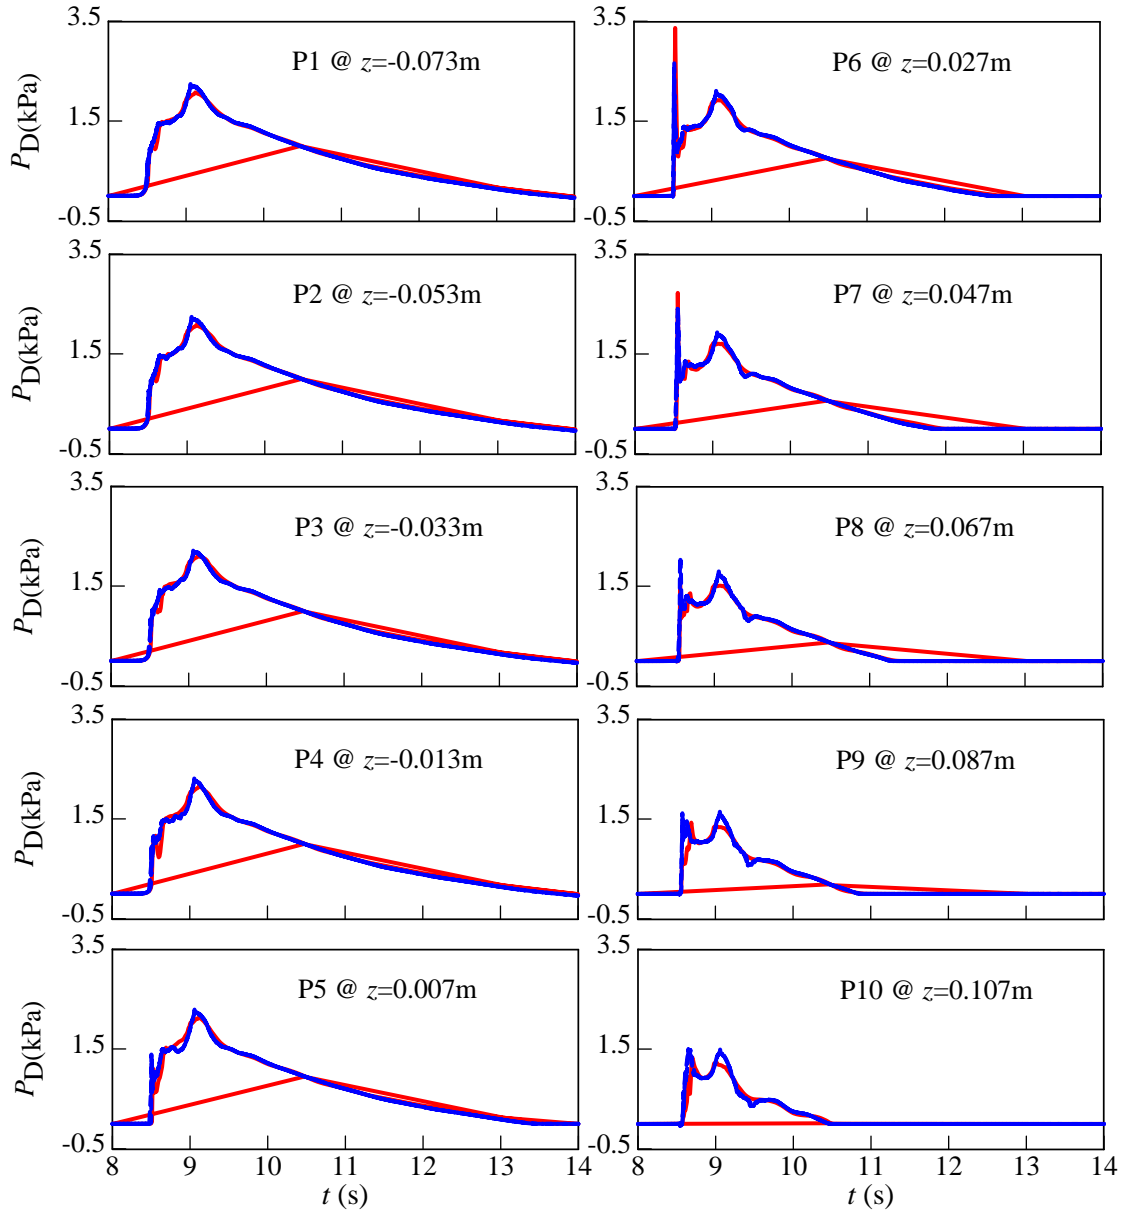 3.5
P1 @ z=-0.073m
P_D(kPa)
1.5
-0.5
P6 @ z=0.027m
3.5
1.5
-0.5
3.5
P2 @ z=-0.053m
P_D(kPa)
1.5
-0.5
P7 @ z=0.047m
3.5
1.5
-0.5
3.5
P3 @ z=-0.033m
P_D(kPa)
1.5
-0.5
P8 @ z=0.067m
3.5
1.5
-0.5
3.5
P4 @ z=-0.013m
P_D(kPa)
1.5
-0.5
P9 @ z=0.087m
3.5
1.5
-0.5
3.5
P5 @ z=0.007m
P_D(kPa)
1.5
-0.5
8 9 10 11 12 13 14
t (s)
P10 @ z=0.107m
3.5
1.5
-0.5
8 9 10 11 12 13 14
t (s)